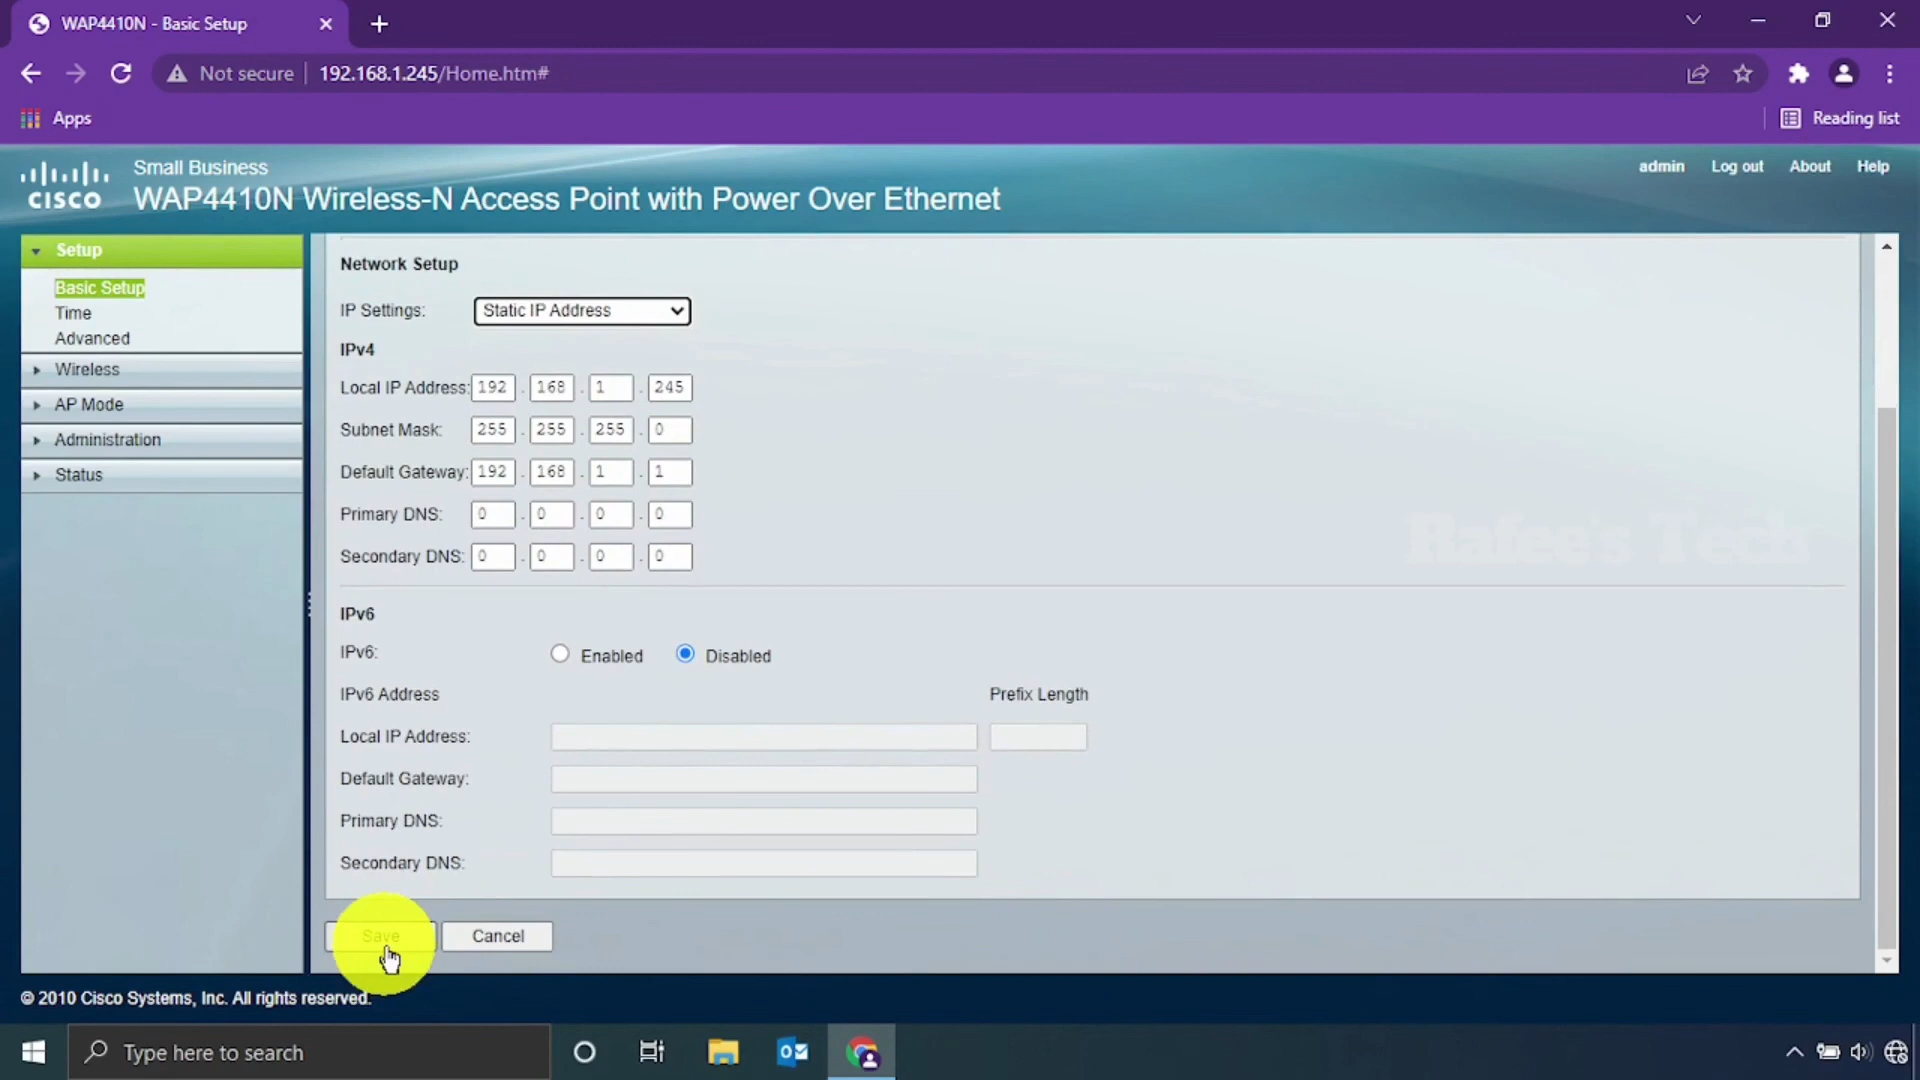 WAP4410N - Basic Setup
Not secure 192.168.1.245/Home.htm#
Apps
Reading list
Small Business
CISCO
WAP4410N Wireless-N Access Point with Power Over Ethernet
admin Log out About Help
Setup
Basic Setup
Time
Advanced
Wireless
AP Mode
Administration
Status
Network Setup
IP Settings: Static IP Address
IPv4
Local IP Address: 192 . 168 . 1 . 245
Subnet Mask: 255 . 255 . 255 . 0
Default Gateway: 192 . 168 . 1 . 1
Primary DNS: 0 . 0 . 0 . 0
Secondary DNS: 0 . 0 . 0 . 0
Rafee's Tech
IPv6
IPv6: Enabled Disabled
IPv6 Address Prefix Length
Local IP Address:
Default Gateway:
Primary DNS:
Secondary DNS:
Save Cancel
© 2010 Cisco Systems, Inc. All rights reserved.
Type here to search